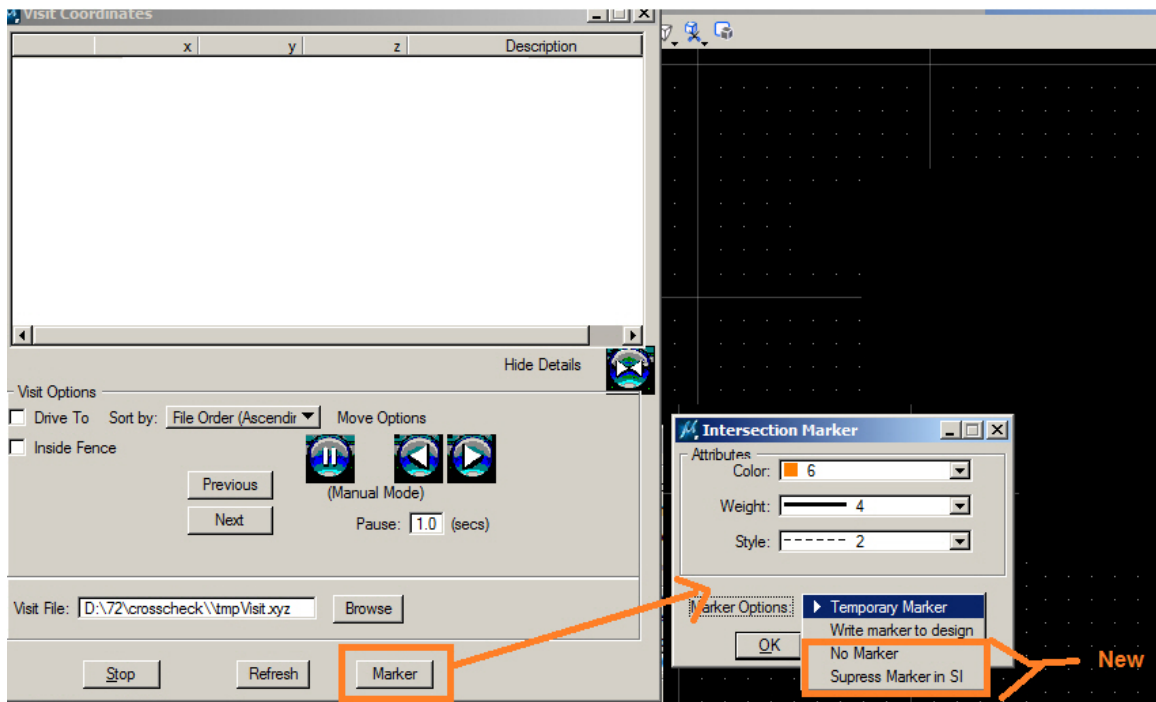 Visit Coordinates
x y z Description
Hide Details
Visit Options
Drive To Sort by: File Order (Ascendir Move Options
Inside Fence
Previous
(Manual Mode)
Next Pause: 1.0 (secs)
Visit File: D:\72\crosscheck\\tmpVisit.xyz Browse
Stop Refresh Marker
Intersection Marker
Attributes
Color: 6
Weight: 4
Style: 2
Marker Options: Temporary Marker
Write marker to design
OK
No Marker
Supress Marker in SI
New